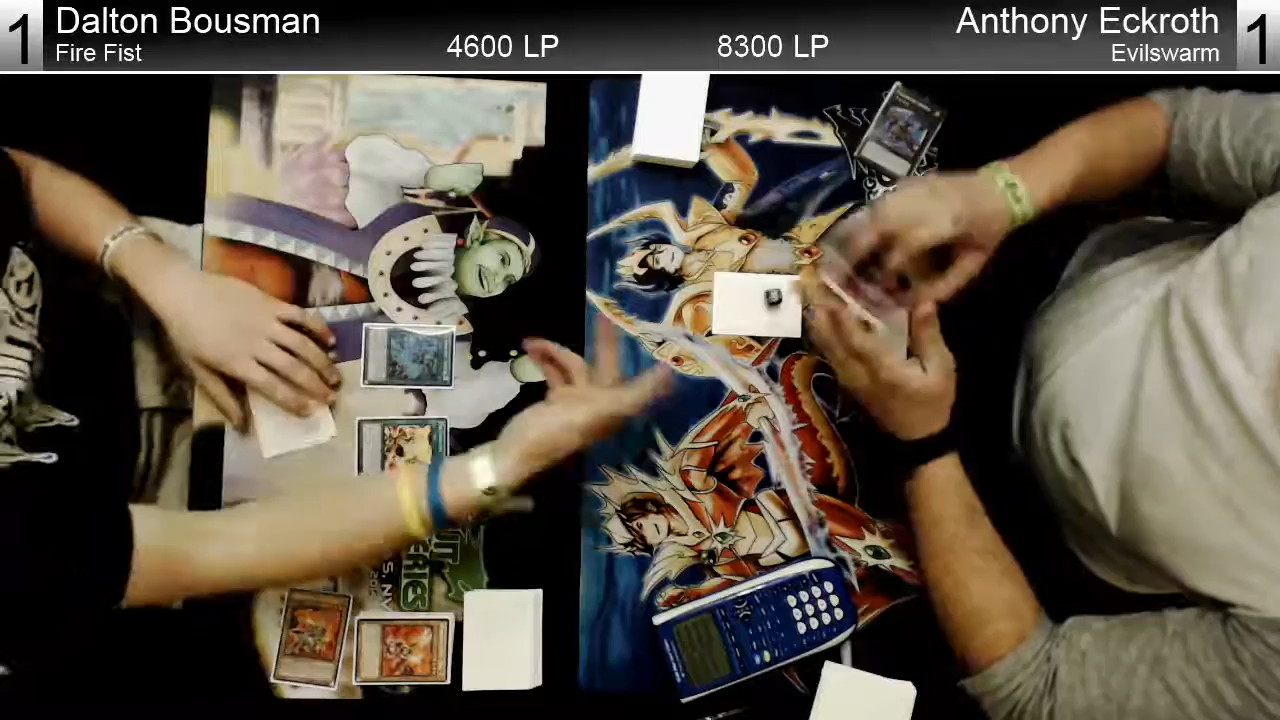 1
Dalton Bousman
Fire Fist
4600 LP
8300 LP
Anthony Eckroth
Evilswarm
1